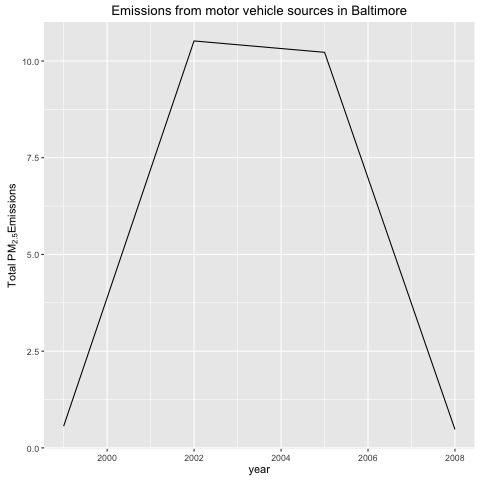 Emissions from motor vehicle sources in Baltimore
Total PM₂.₅Emissions
10.0
7.5
5.0
2.5
0.0
2000 2002 2004 2006 2008
year